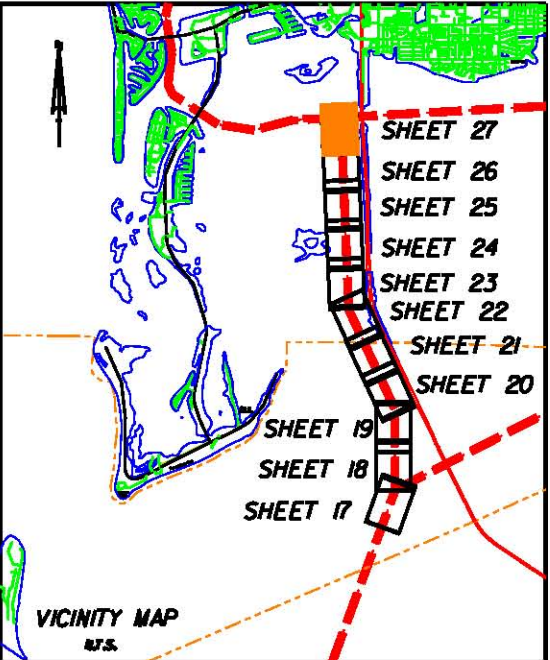 SHEET 27
SHEET 26
SHEET 25
SHEET 24
SHEET 23
SHEET 22
SHEET 21
SHEET 20
SHEET 19
SHEET 18
SHEET 17
VICINITY MAP
N.T.S.